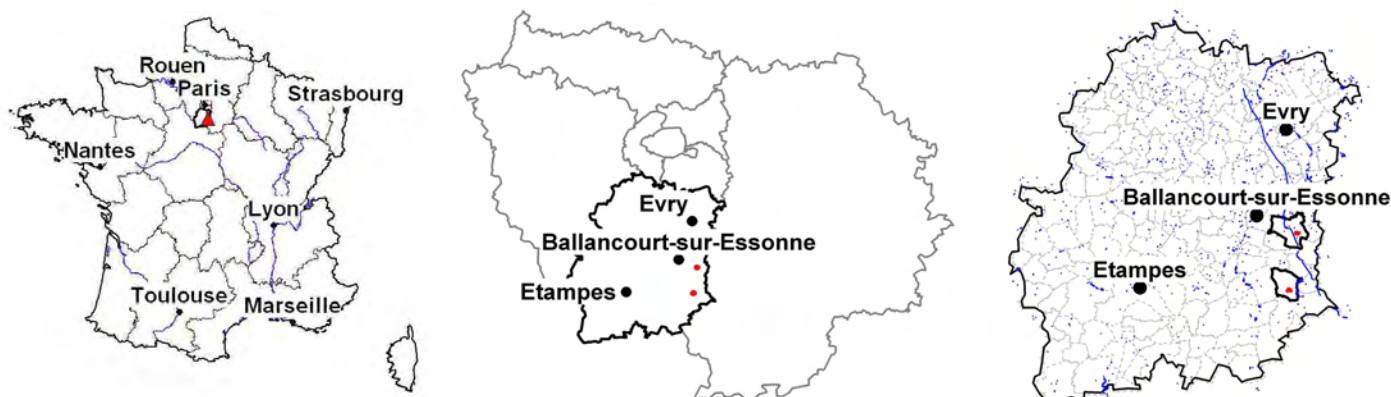 Rouen
Paris
Strasbourg
Nantes
Lyon
Toulouse
Marseille
Evry
Ballancourt-sur-Essonne
Etampes
Evry
Ballancourt-sur-Essonne
Etampes